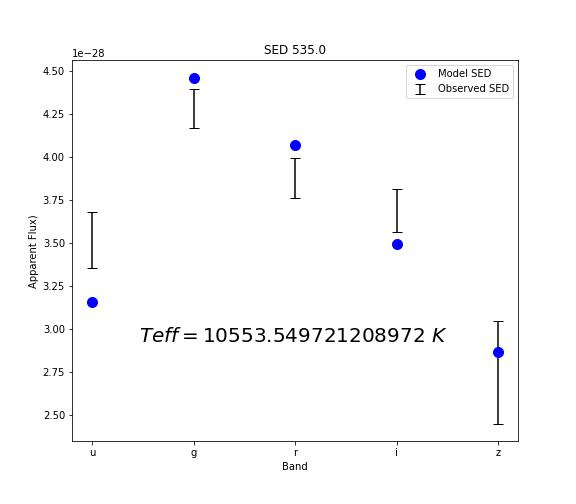 SED 535.0
1e−28
Model SED
Observed SED
4.50
4.25
4.00
3.75
3.50
3.25
3.00
2.75
2.50
Apparent Flux)
Teff = 10553.549721208972 K
u g r i z
Band